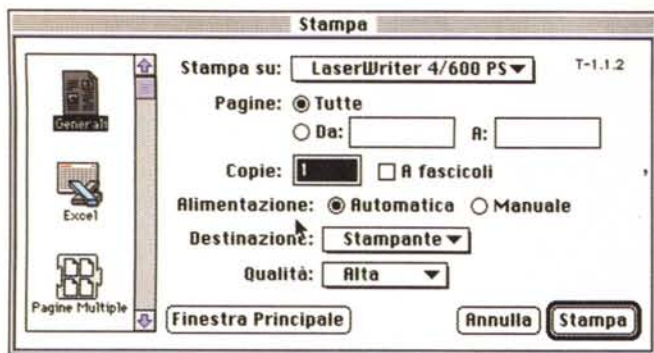 Stampa
Stampa su: LaserWriter 4/600 PS T-1.1.2
Pagine: Tutte
Da: A:
Copie: 1 A fascicoli
Alimentazione: Automatica Manuale
Destinazione: Stampante
Qualità: Alta
Generali
Excel
Pagine Multiple
Finestra Principale Annulla Stampa